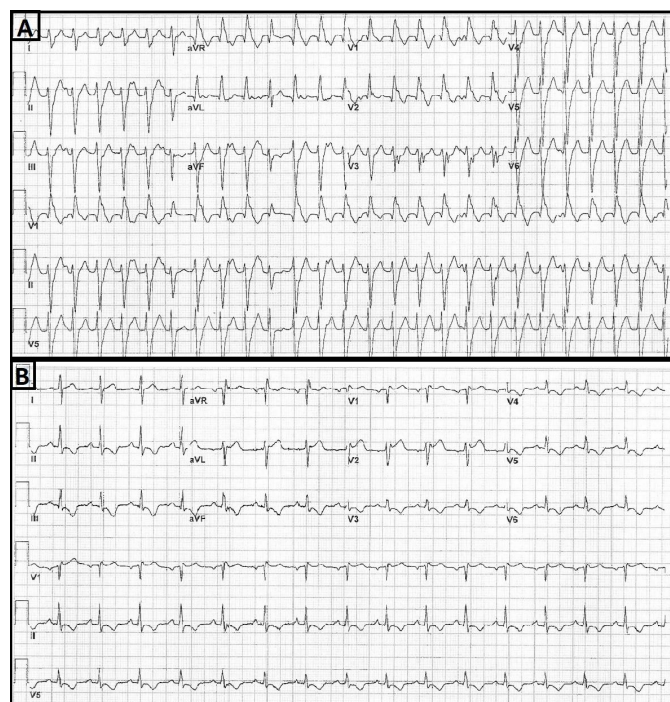 A
I aVR V1 V4
II aVL V2 V5
III aVF V3 V6
V1
II
V5
B
I aVR V1 V4
II aVL V2 V5
III aVF V3 V6
V1
II
V5